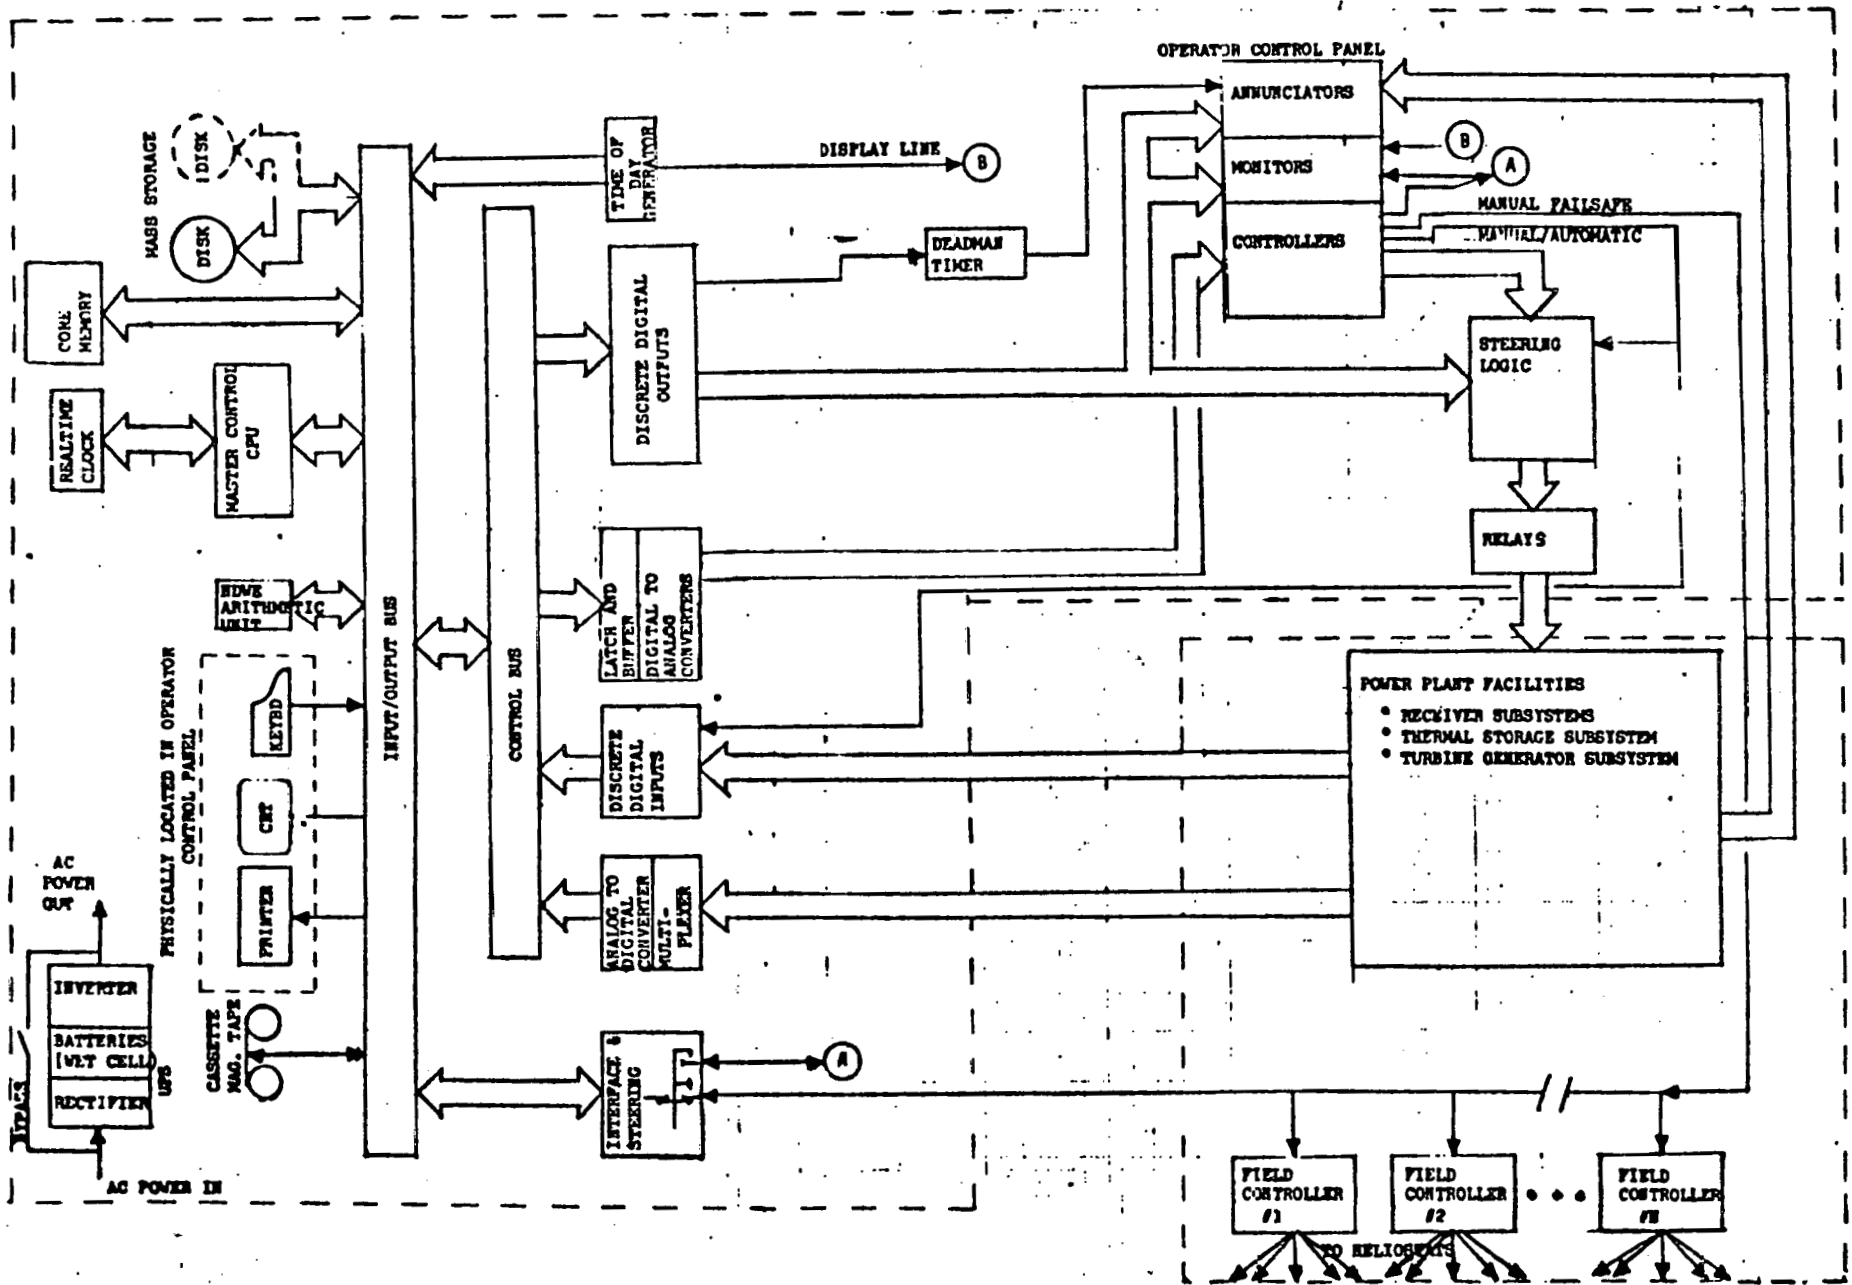 OPERATOR CONTROL PANEL
ANNUNCIATORS
MONITORS
CONTROLLERS
B
A
MANUAL FAILSAFE
MANUAL/AUTOMATIC
MASS STORAGE
DISK
DISK
TIME OF
DAY
GENERATOR
DISPLAY LINE
B
DEADMAN
TIMER
CORE
MEMORY
REALTIME
CLOCK
MASTER CONTROL
CPU
DISCRETE DIGITAL
OUTPUTS
STEERING
LOGIC
RELAYS
HDWE
ARITHMETIC
UNIT
INPUT/OUTPUT BUS
CONTROL BUS
LATCH AND
BUFFER
DIGITAL TO
ANALOG
CONVERTERS
PHYSICALLY LOCATED IN OPERATOR
CONTROL PANEL
KEYBD
CRT
PRINTER
DISCRETE
DIGITAL
INPUTS
ANALOG TO
DIGITAL
CONVERTER
MULTI-
PLEXER
POWER PLANT FACILITIES
• RECEIVER SUBSYSTEMS
• THERMAL STORAGE SUBSYSTEM
• TURBINE GENERATOR SUBSYSTEM
AC
POWER
OUT
INVERTER
BATTERIES
(WET CELL)
RECTIFIER
UPS
BYPASS
AC POWER IN
CASSETTE
MAG. TAPE
INTERFACE &
STEERING
A
FIELD
CONTROLLER
#1
FIELD
CONTROLLER
#2
• • •
FIELD
CONTROLLER
#N
TO HELIOSTATS